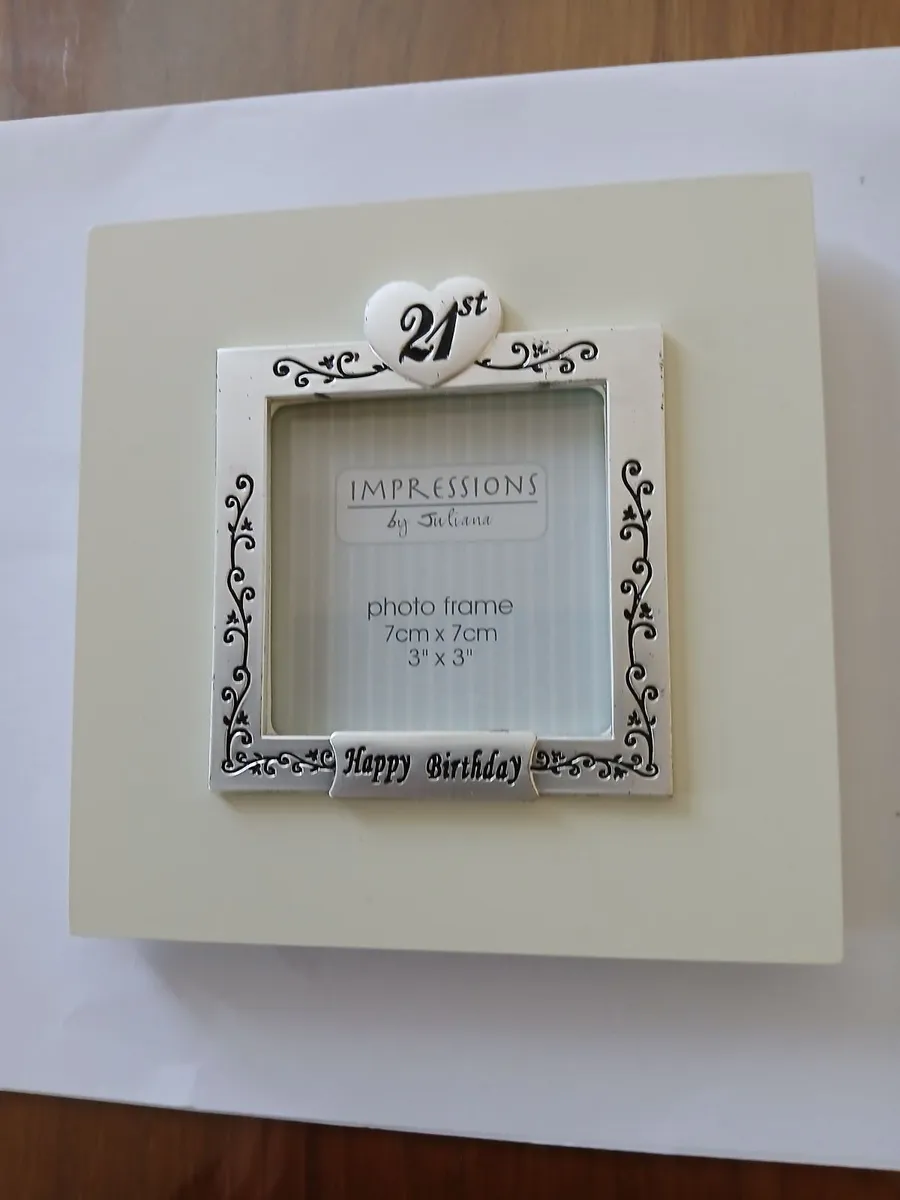 21st
IMPRESSIONS
by Juliana
photo frame
7cm x 7cm
3" x 3"
Happy Birthday